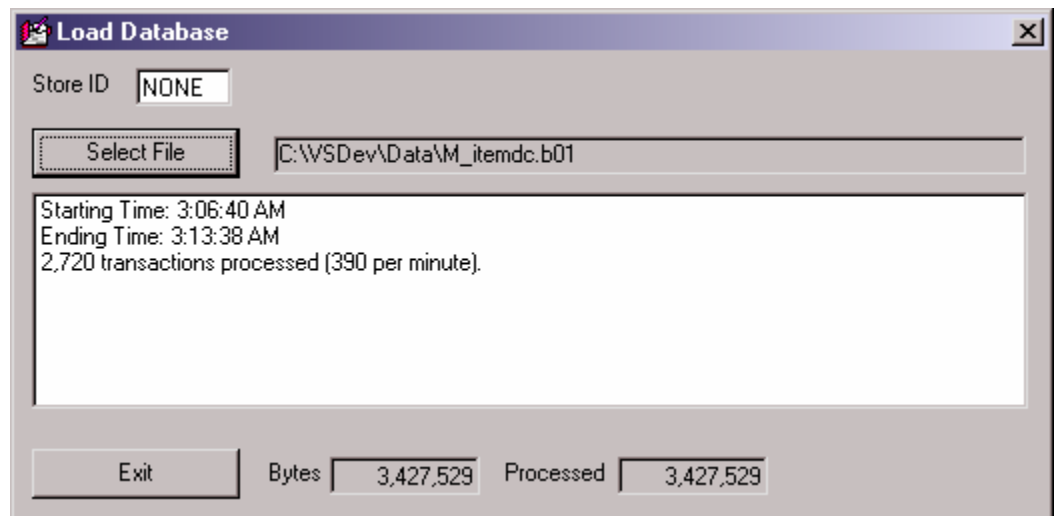 Load Database
Store ID NONE
Select File C:\VSDev\Data\M_itemdc.b01
Starting Time: 3:06:40 AM
Ending Time: 3:13:38 AM
2,720 transactions processed (390 per minute).
Exit Bytes 3,427,529 Processed 3,427,529